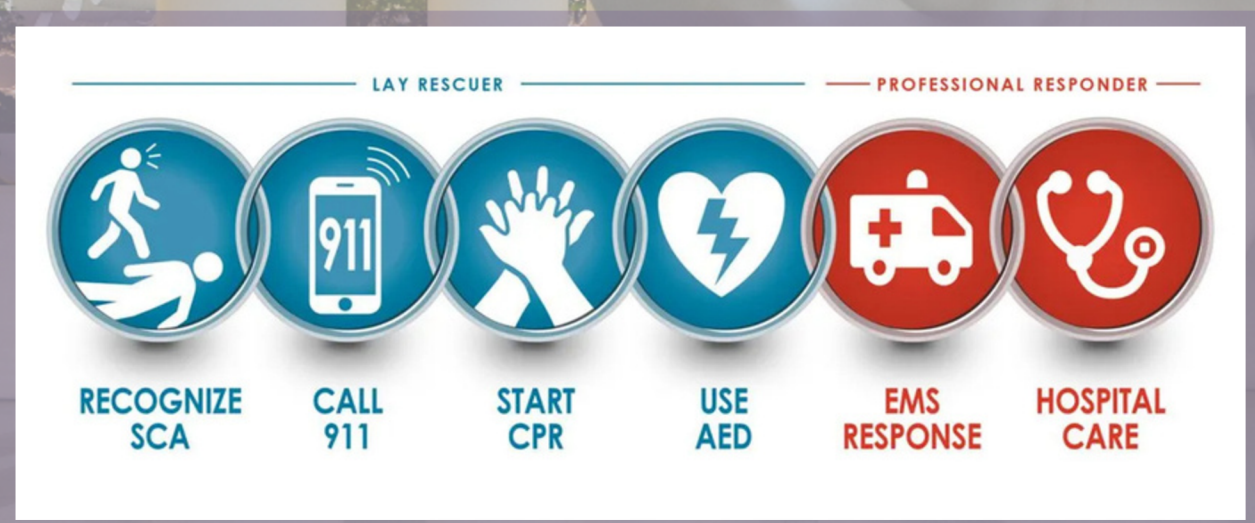 LAY RESCUER
PROFESSIONAL RESPONDER
911
RECOGNIZE
SCA
CALL
911
START
CPR
USE
AED
EMS
RESPONSE
HOSPITAL
CARE